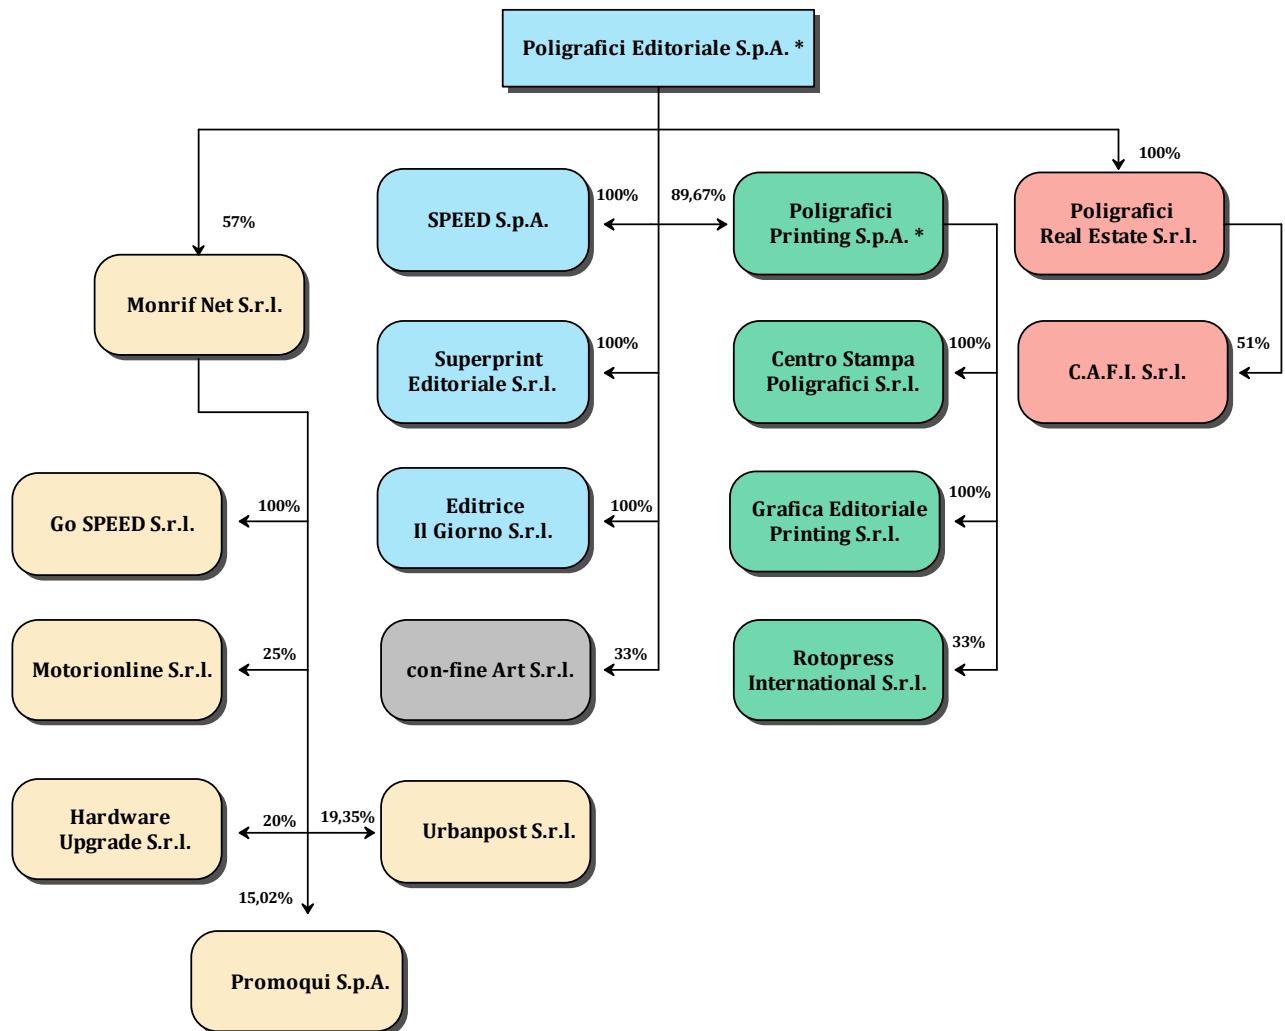 Poligrafici Editoriale S.p.A. *
100%
57%
SPEED S.p.A.
100%
89,67%
Poligrafici
Printing S.p.A. *
Poligrafici
Real Estate S.r.l.
Monrif Net S.r.l.
Superprint
Editoriale S.r.l.
100%
Centro Stampa
Poligrafici S.r.l.
100%
C.A.F.I. S.r.l.
51%
Go SPEED S.r.l.
100%
Editrice
Il Giorno S.r.l.
100%
Grafica Editoriale
Printing S.r.l.
100%
Motorionline S.r.l.
25%
con-fine Art S.r.l.
33%
Rotopress
International S.r.l.
33%
Hardware
Upgrade S.r.l.
20%
19,35%
Urbanpost S.r.l.
15,02%
Promoqui S.p.A.